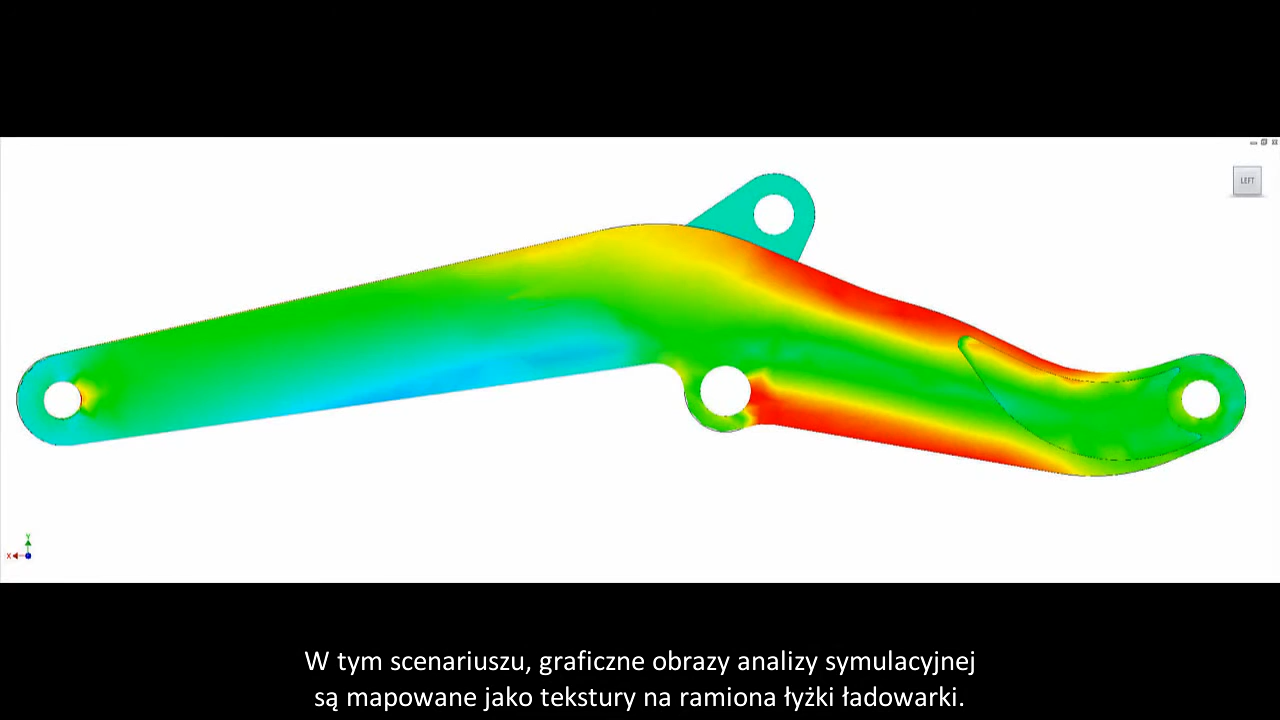 LEFT
Y
X
W tym scenariuszu, graficzne obrazy analizy symulacyjnej
są mapowane jako tekstury na ramiona łyżki ładowarki.